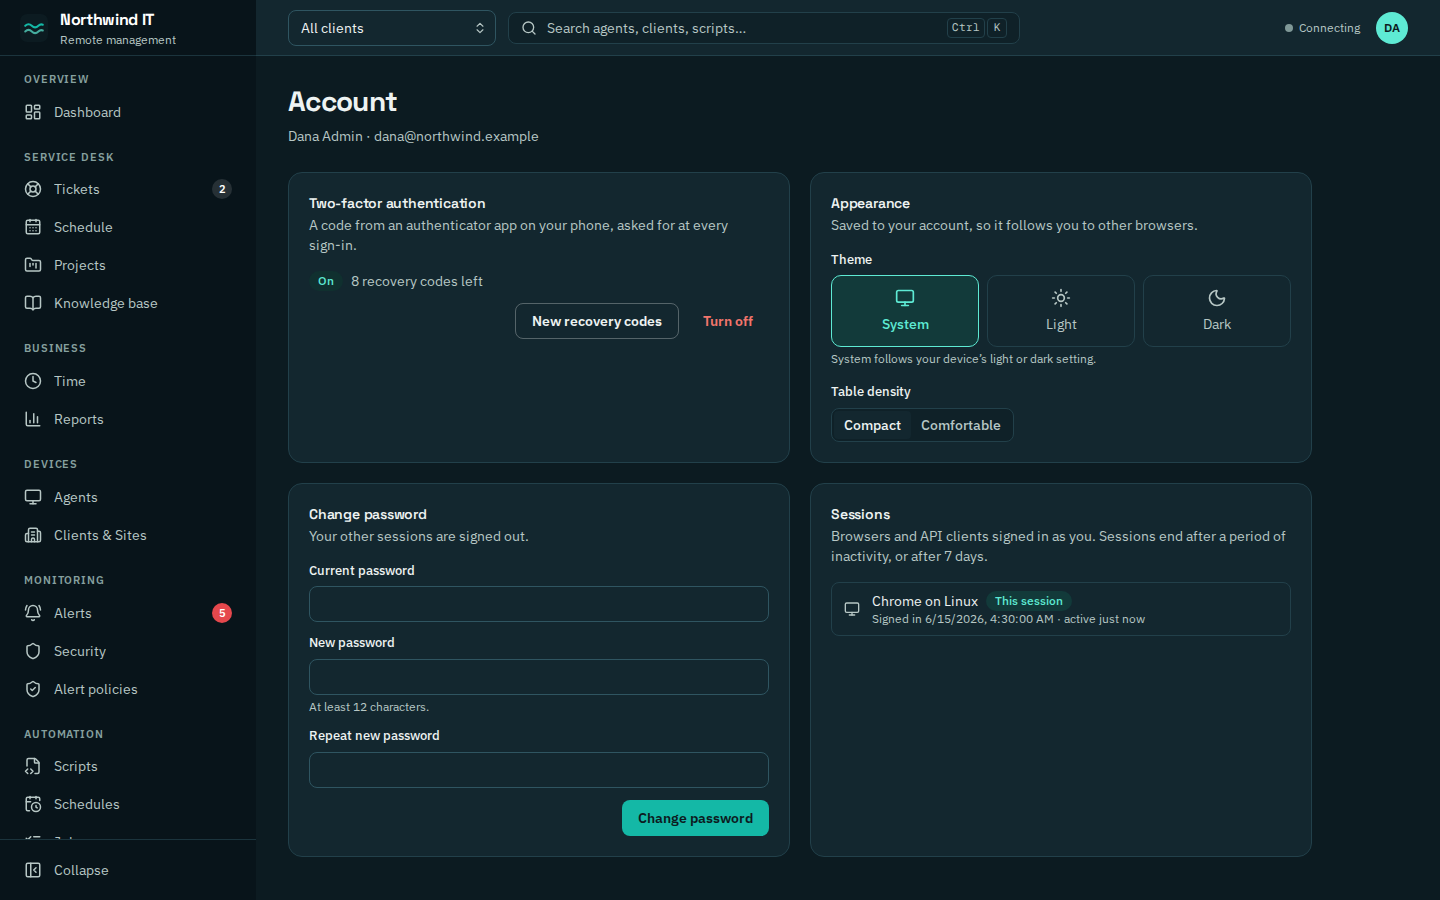 Northwind IT
Remote management
All clients
Search agents, clients, scripts...
Ctrl K
Connecting
DA
OVERVIEW
Dashboard
SERVICE DESK
Tickets 2
Schedule
Projects
Knowledge base
BUSINESS
Time
Reports
DEVICES
Agents
Clients & Sites
MONITORING
Alerts 5
Security
Alert policies
AUTOMATION
Scripts
Schedules
Collapse
Account
Dana Admin · dana@northwind.example
Two-factor authentication
A code from an authenticator app on your phone, asked for at every
sign-in.
On 8 recovery codes left
New recovery codes Turn off
Appearance
Saved to your account, so it follows you to other browsers.
Theme
System Light Dark
System follows your device's light or dark setting.
Table density
Compact Comfortable
Change password
Your other sessions are signed out.
Current password
New password
At least 12 characters.
Repeat new password
Change password
Sessions
Browsers and API clients signed in as you. Sessions end after a period of
inactivity, or after 7 days.
Chrome on Linux This session
Signed in 6/15/2026, 4:30:00 AM · active just now